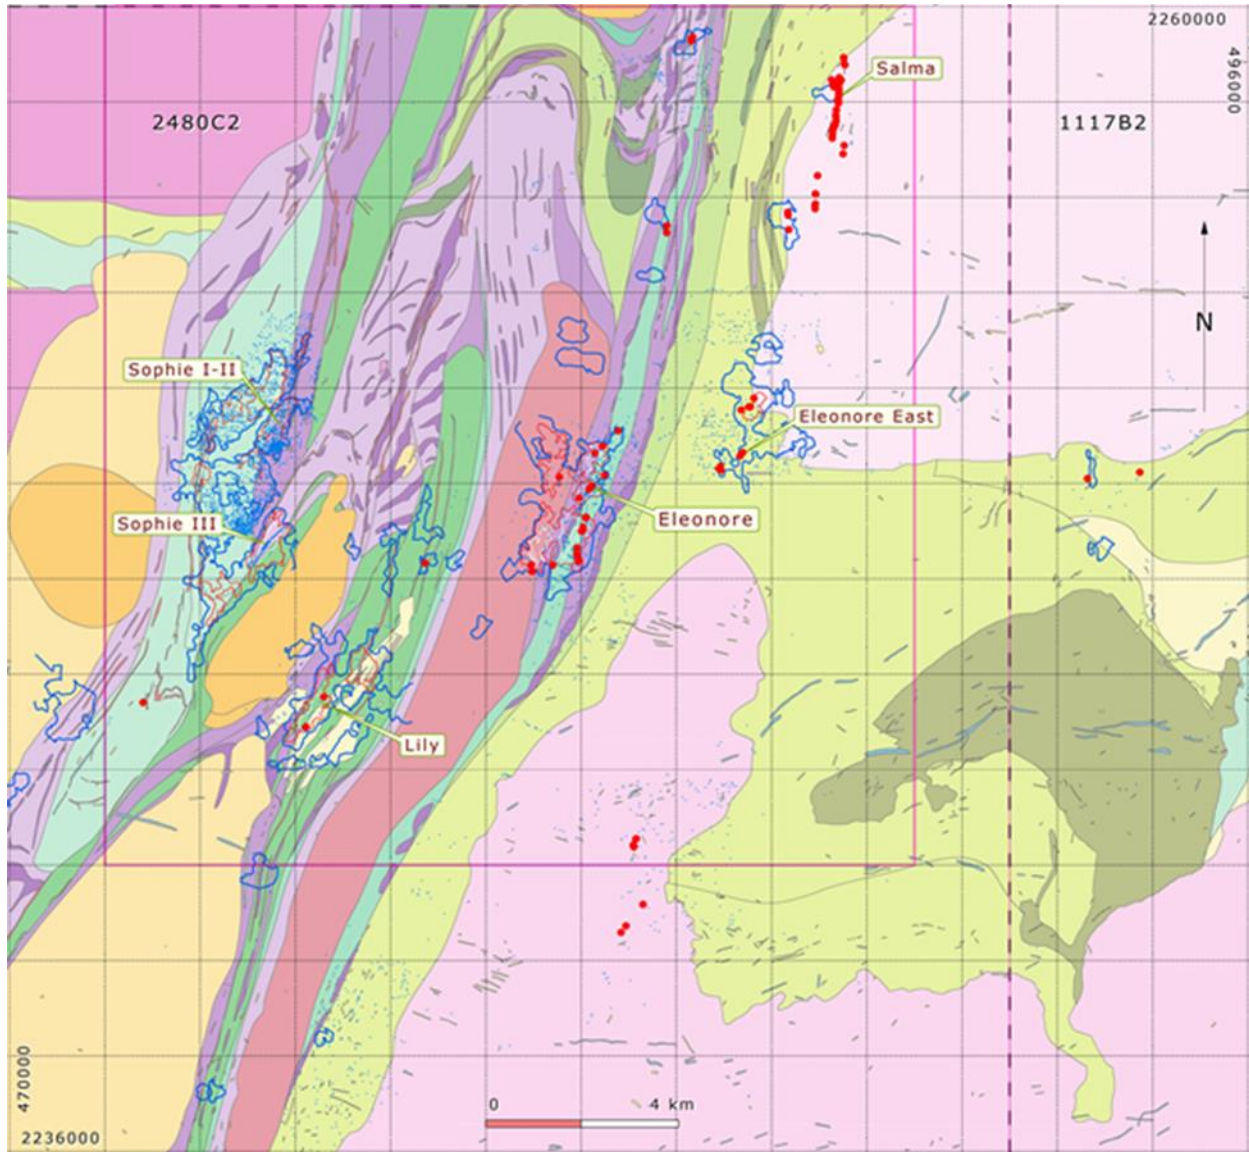 2260000
496000
Salma
2480C2
1117B2
N
Sophie I-II
Eleonore East
Sophie III
Eleonore
Lily
470000
0 4 km
2236000